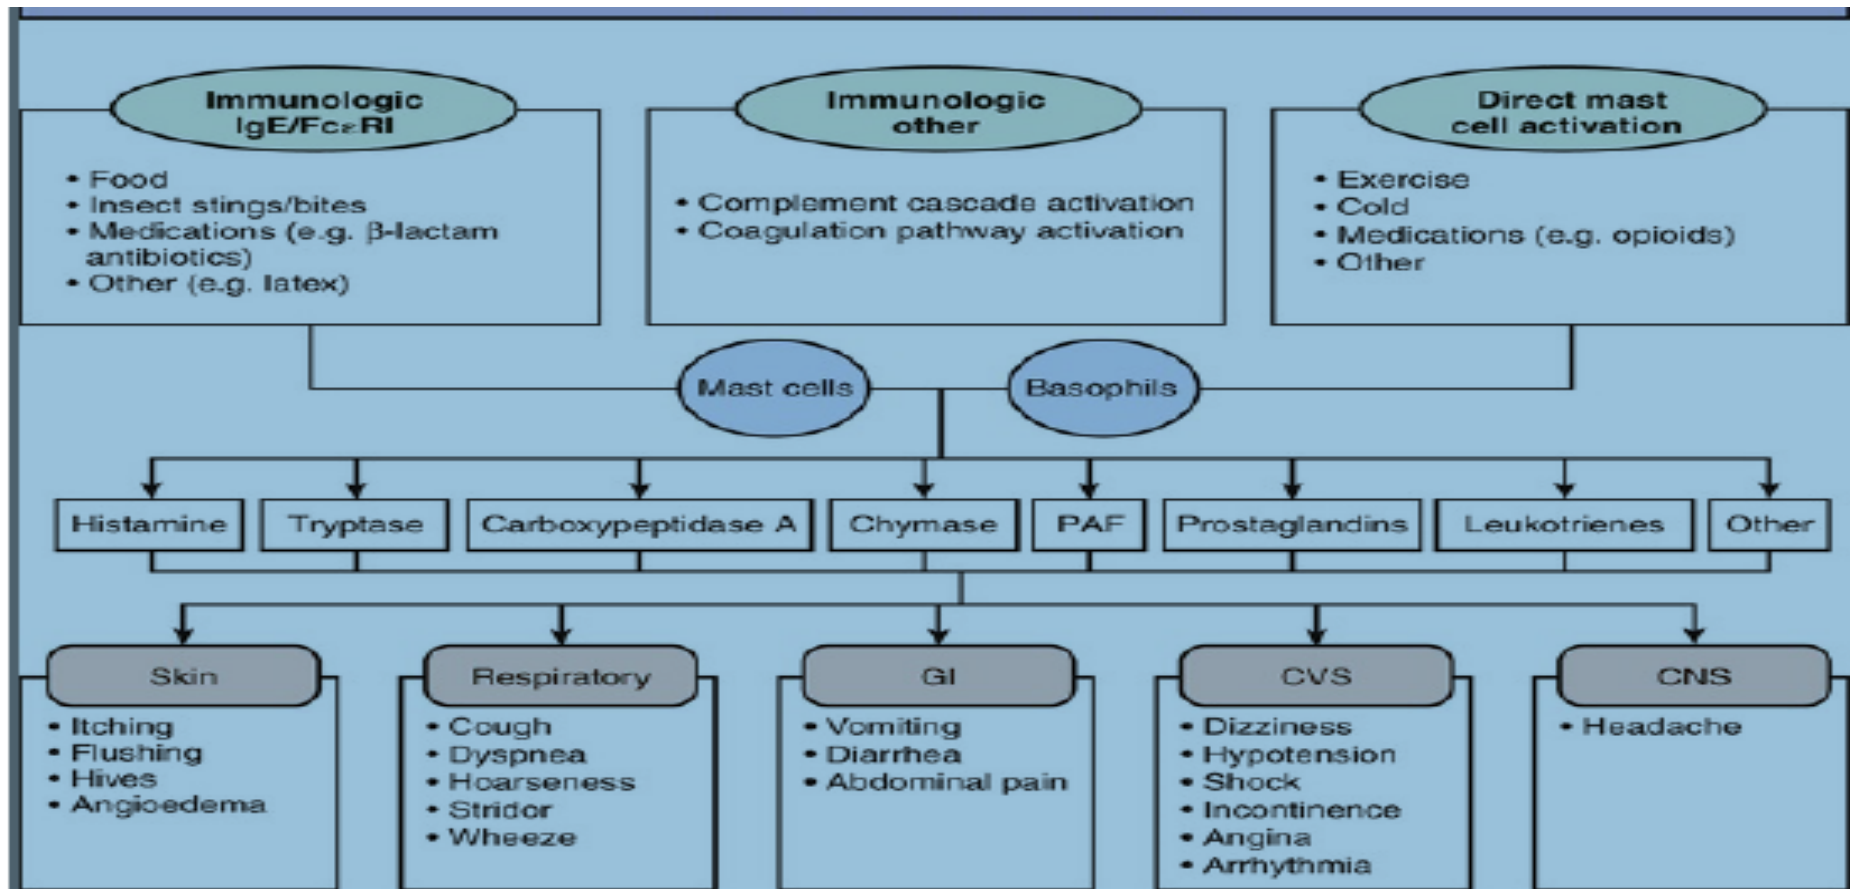 Immunologic
IgE/FcεRI
• Food
• Insect stings/bites
• Medications (e.g. β-lactam
antibiotics)
• Other (e.g. latex)
Immunologic
other
• Complement cascade activation
• Coagulation pathway activation
Direct mast
cell activation
• Exercise
• Cold
• Medications (e.g. opioids)
• Other
Mast cells
Basophils
Histamine
Tryptase
Carboxypeptidase A
Chymase
PAF
Prostaglandins
Leukotrienes
Other
Skin
• Itching
• Flushing
• Hives
• Angioedema
Respiratory
• Cough
• Dyspnea
• Hoarseness
• Stridor
• Wheeze
GI
• Vomiting
• Diarrhea
• Abdominal pain
CVS
• Dizziness
• Hypotension
• Shock
• Incontinence
• Angina
• Arrhythmia
CNS
• Headache